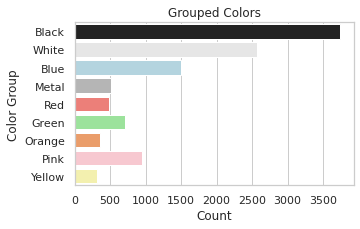 Grouped Colors
Color Group
Black
White
Blue
Metal
Red
Green
Orange
Pink
Yellow
0 500 1000 1500 2000 2500 3000 3500
Count